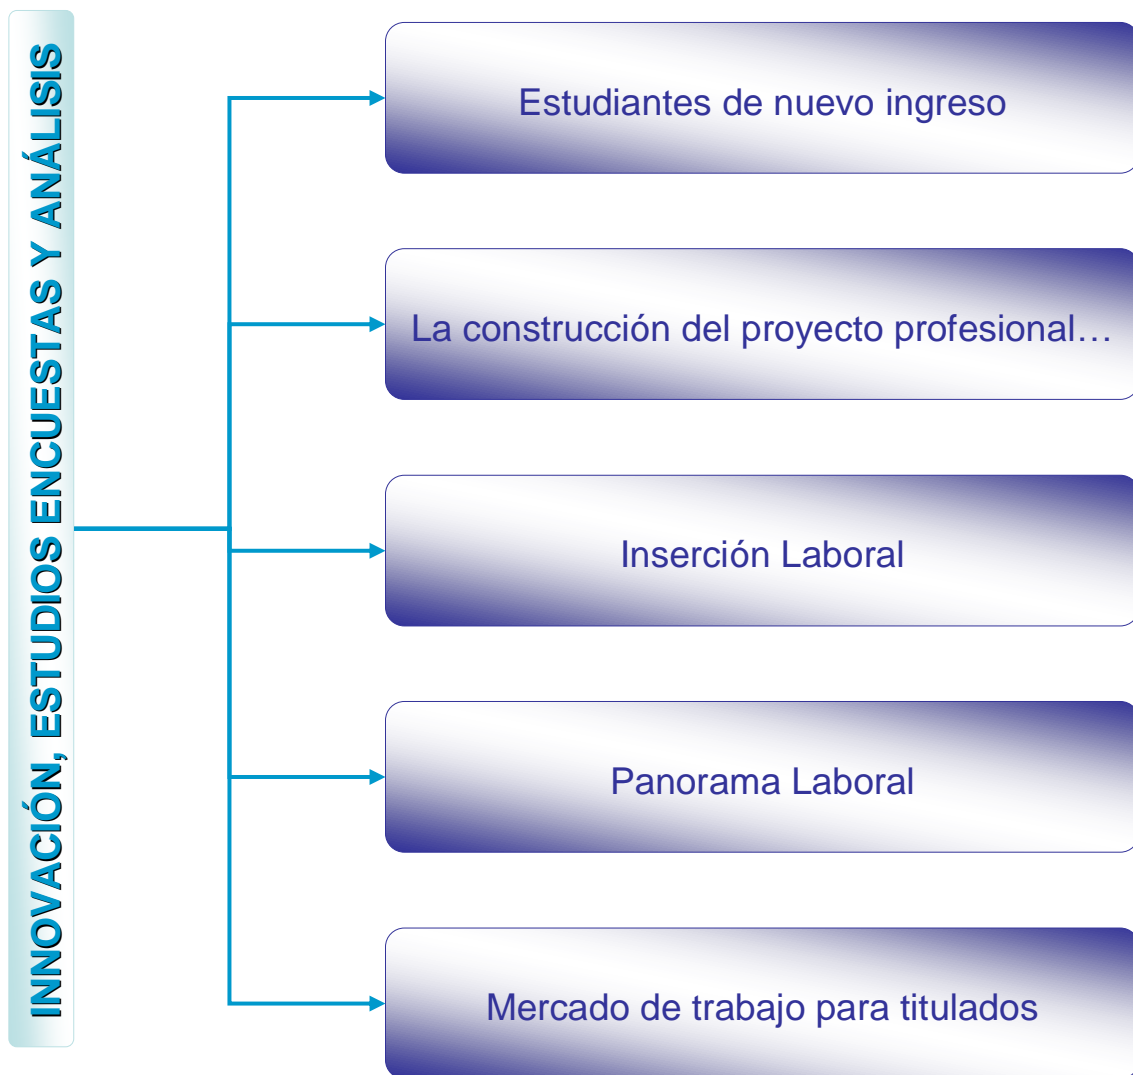 INNOVACIÓN, ESTUDIOS ENCUESTAS Y ANÁLISIS
Estudiantes de nuevo ingreso
La construcción del proyecto profesional…
Inserción Laboral
Panorama Laboral
Mercado de trabajo para titulados